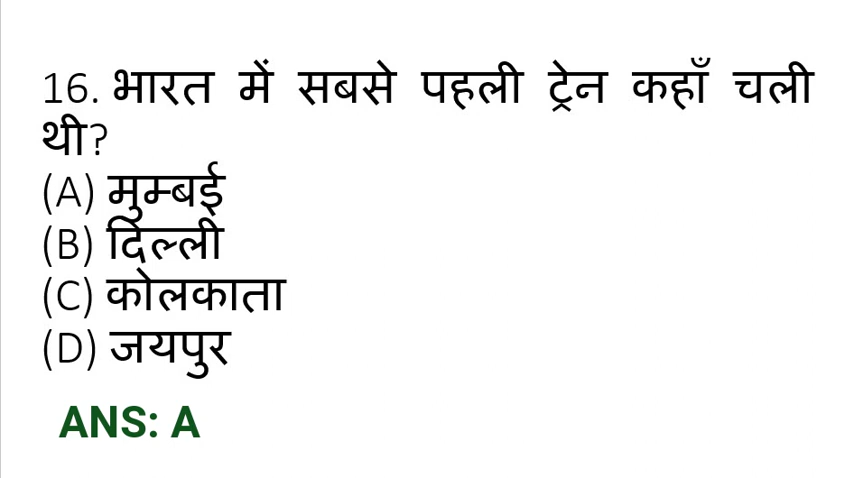 16. भारत में सबसे पहली ट्रेन कहाँ चली
थी?
(A) मुम्बई
(B) दिल्ली
(C) कोलकाता
(D) जयपुर
ANS: A